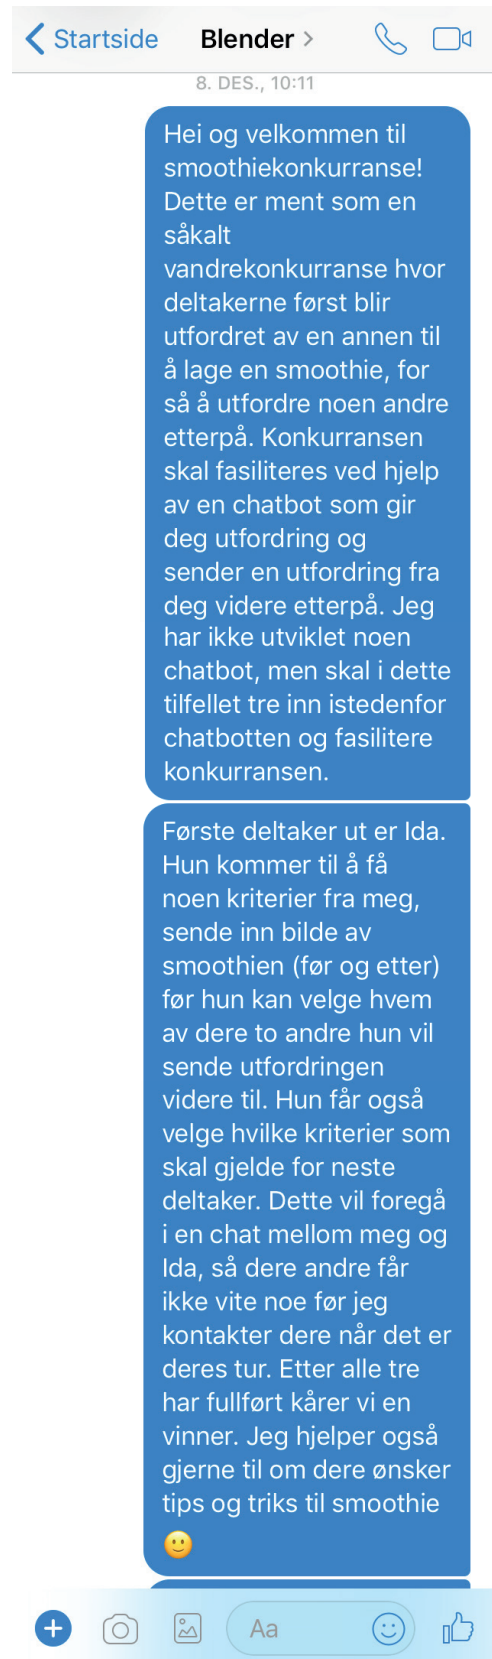 Startside Blender >
8. DES., 10:11
Hei og velkommen til
smoothiekonkurranse!
Dette er ment som en
såkalt
vandrekonkurranse hvor
deltakerne først blir
utfordret av en annen til
å lage en smoothie, for
så å utfordre noen andre
etterpå. Konkurransen
skal fasiliteres ved hjelp
av en chatbot som gir
deg utfordring og
sender en utfordring fra
deg videre etterpå. Jeg
har ikke utviklet noen
chatbot, men skal i dette
tilfellet tre inn istedenfor
chatbotten og fasilitere
konkurransen.
Første deltaker ut er Ida.
Hun kommer til å få
noen kriterier fra meg,
sende inn bilde av
smoothien (før og etter)
før hun kan velge hvem
av dere to andre hun vil
sende utfordringen
videre til. Hun får også
velge hvilke kriterier som
skal gjelde for neste
deltaker. Dette vil foregå
i en chat mellom meg og
Ida, så dere andre får
ikke vite noe før jeg
kontakter dere når det er
deres tur. Etter alle tre
har fullført kårer vi en
vinner. Jeg hjelper også
gjerne til om dere ønsker
tips og triks til smoothie
🙂
Aa